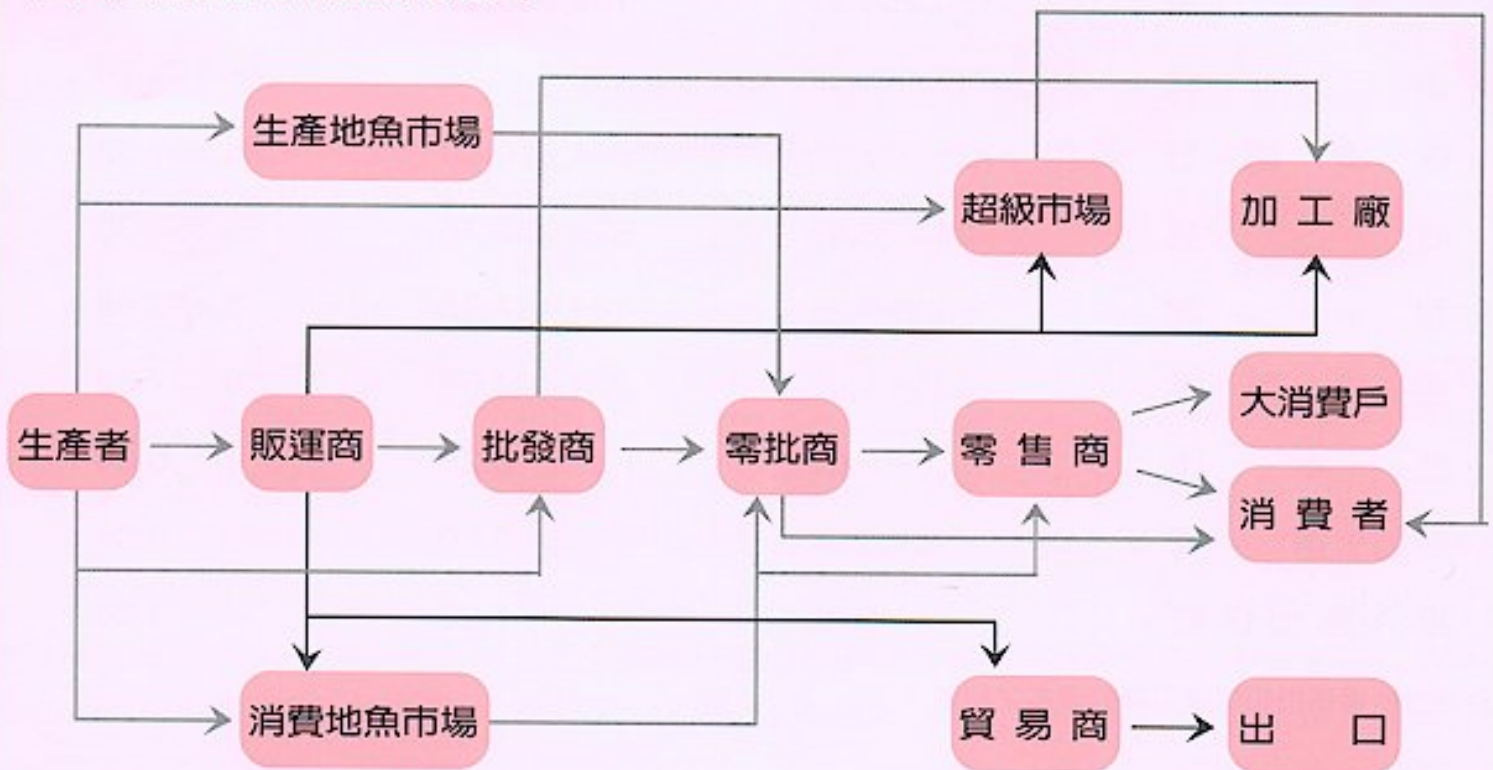 生產地魚市場
超級市場
加工廠
大消費戶
生產者
販運商
批發商
零批商
零售商
消費者
消費地魚市場
貿易商
出口